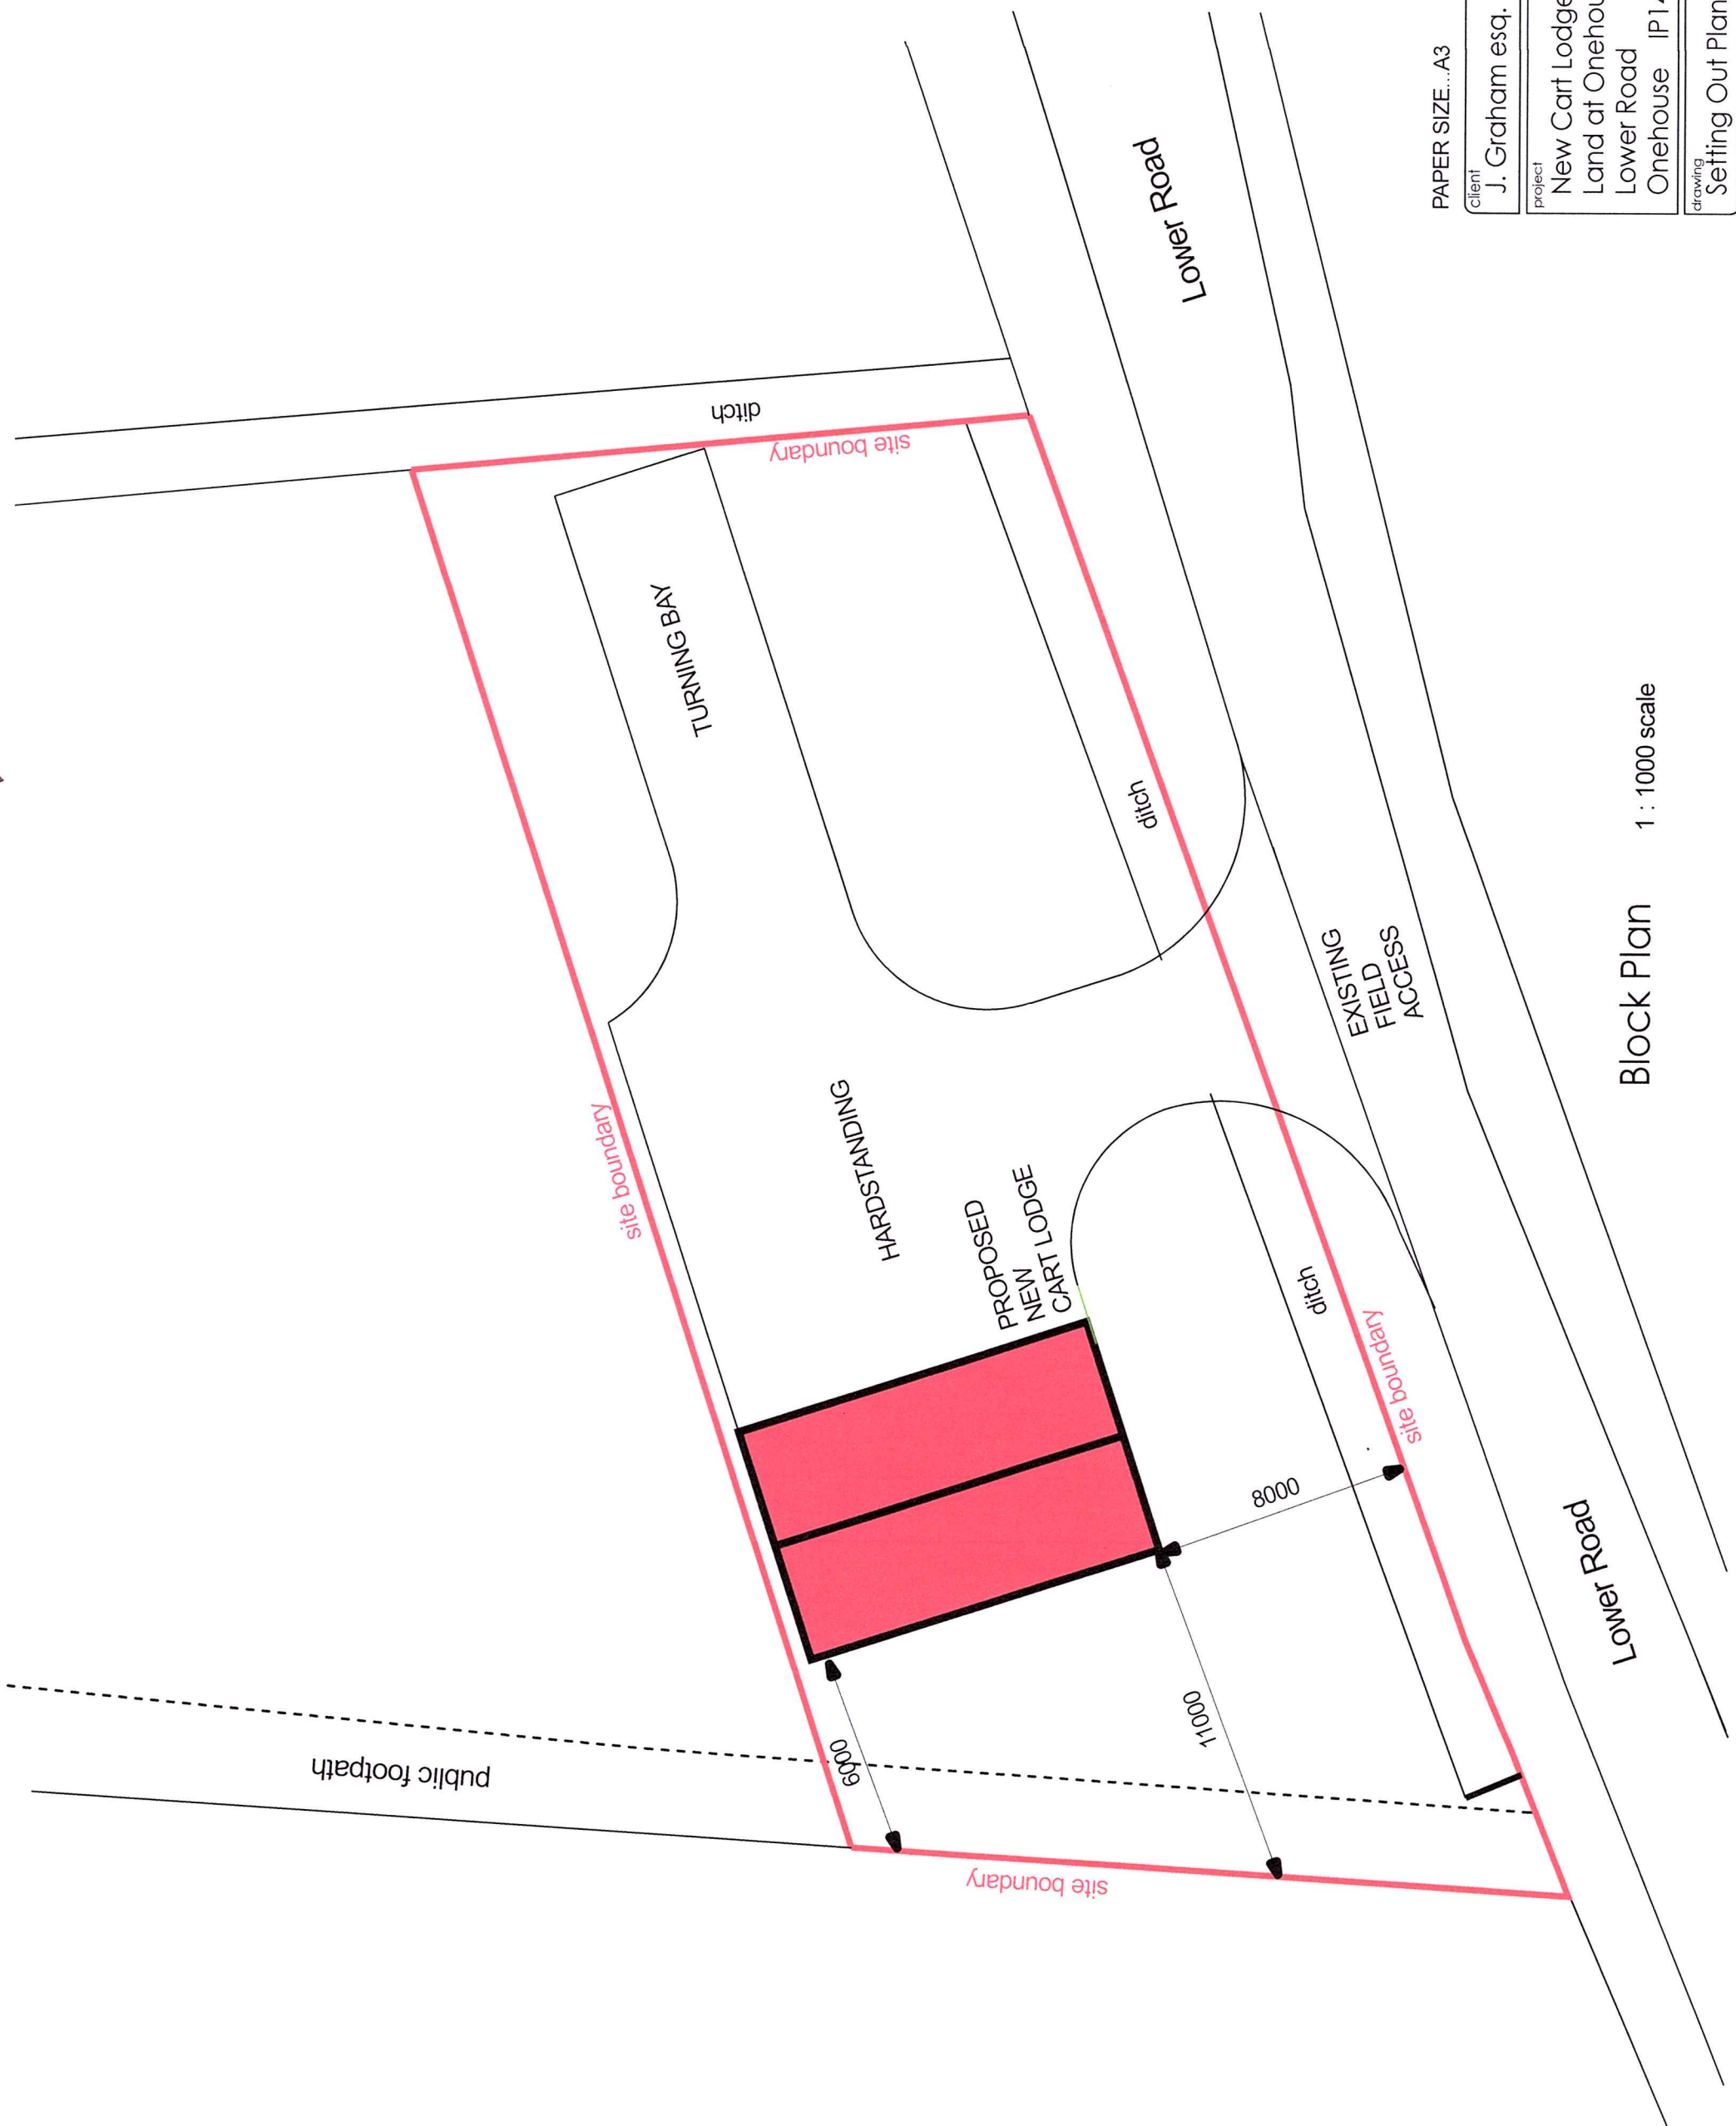 ditch
site boundary
TURNING BAY
Lower Road
ditch
site boundary
HARDSTANDING
PROPOSED
NEW
CART LODGE
EXISTING
FIELD
ACCESS
ditch
site boundary
8000
11000
6000
public footpath
site boundary
Lower Road
Block Plan 1 : 1000 scale
PAPER SIZE...A3
client
J. Graham esq.
project
New Cart Lodge
Land at Onehou
Lower Road
Onehouse IP14
drawing
Setting Out Plan